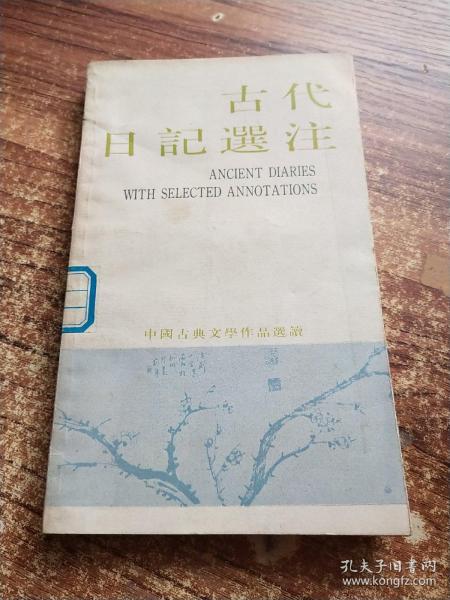 古代
日記選注
ANCIENT DIARIES
WITH SELECTED ANNOTATIONS
中國古典文學作品選讀
孔夫子旧书网
www.kongfz.com